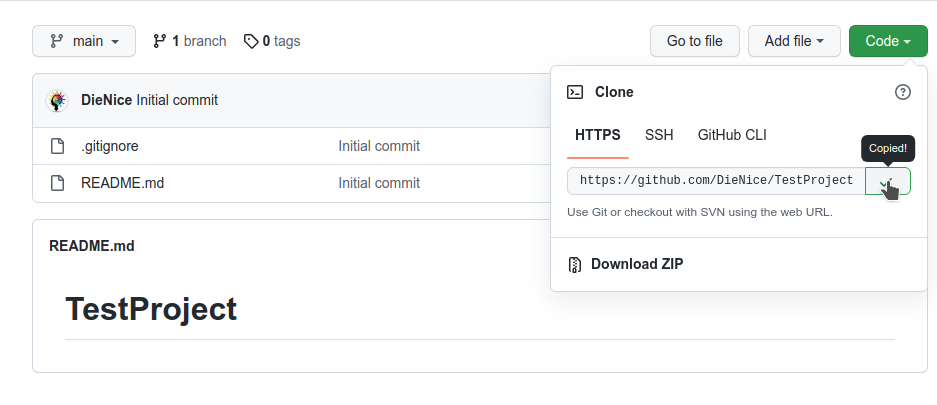 main 1 branch 0 tags Go to file Add file Code
DieNice Initial commit
.gitignore Initial commit
README.md Initial commit
Clone
HTTPS SSH GitHub CLI
Copied!
https://github.com/DieNice/TestProject
Use Git or checkout with SVN using the web URL.
Download ZIP
README.md
TestProject